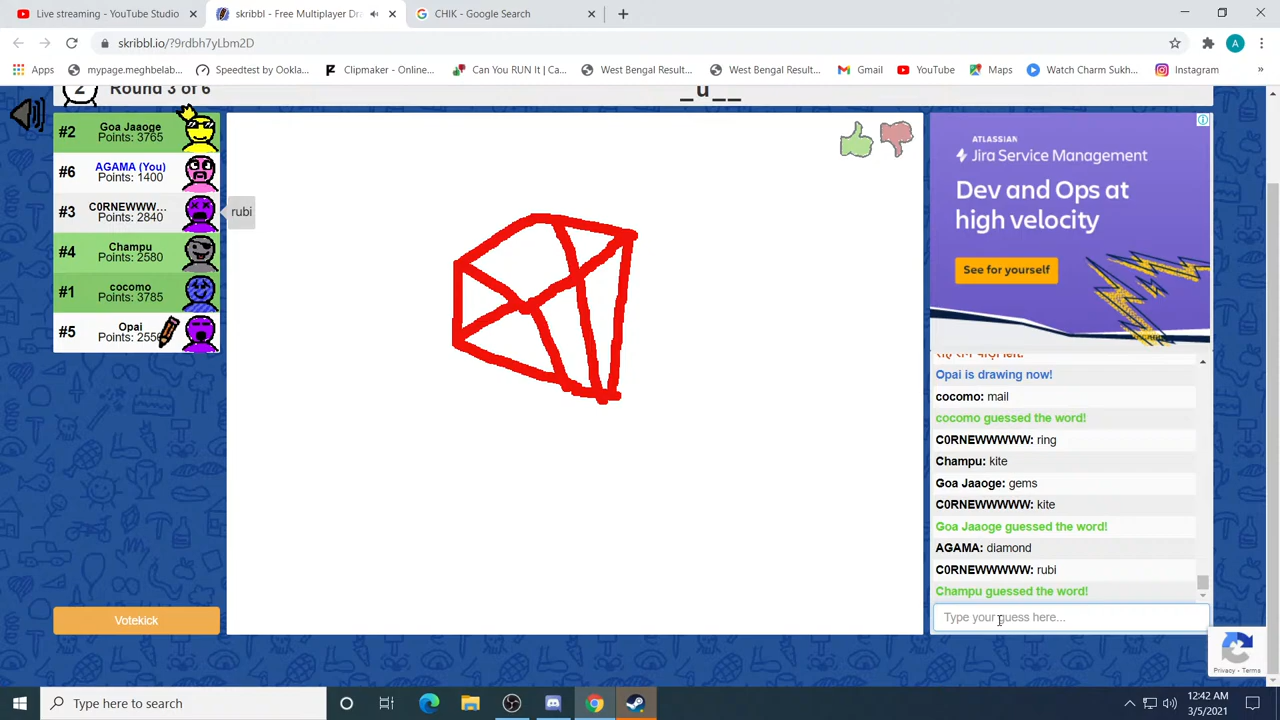 Live streaming - YouTube Studio
skribbl - Free Multiplayer Dra
CHIK - Google Search
skribbl.io/?9rdbh7yLbm2D
A
Apps
mypage.meghbelab...
Speedtest by Ookla...
Clipmaker - Online...
Can You RUN It | Ca...
West Bengal Result...
West Bengal Result...
Gmail
YouTube
Maps
Watch Charm Sukh...
Instagram
»
2
Round 3 of 6
_u__
#2
Goa Jaaoge
Points: 3765
#6
AGAMA (You)
Points: 1400
#3
C0RNEWWW...
Points: 2840
rubi
#4
Champu
Points: 2580
#1
cocomo
Points: 3785
#5
Opai
Points: 2550
Votekick
ATLASSIAN
Jira Service Management
Dev and Ops at
high velocity
See for yourself
Opai is drawing now!
cocomo: mail
cocomo guessed the word!
C0RNEWWWWW: ring
Champu: kite
Goa Jaaoge: gems
C0RNEWWWWW: kite
Goa Jaaoge guessed the word!
AGAMA: diamond
C0RNEWWWWW: rubi
Champu guessed the word!
Type your guess here...
Privacy - Terms
Type here to search
12:42 AM
3/5/2021